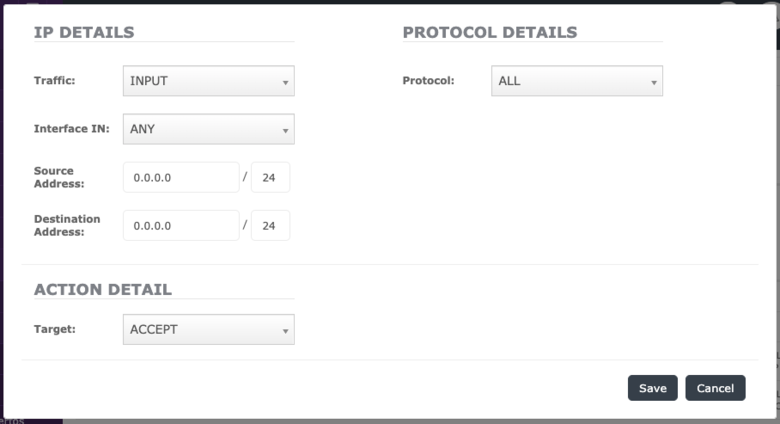 IP DETAILS
PROTOCOL DETAILS
Traffic: INPUT
Protocol: ALL
Interface IN: ANY
Source
Address: 0.0.0.0 / 24
Destination
Address: 0.0.0.0 / 24
ACTION DETAIL
Target: ACCEPT
Save Cancel